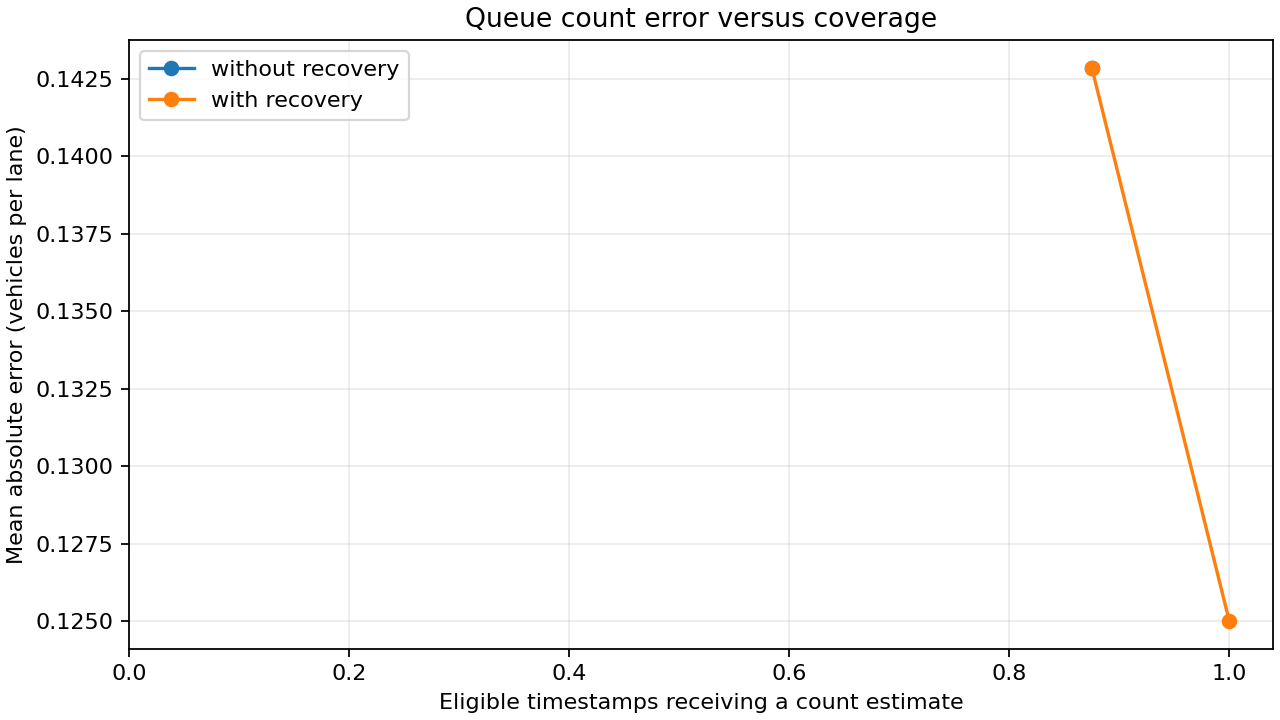 Queue count error versus coverage
without recovery
with recovery
Mean absolute error (vehicles per lane)
0.1425
0.1400
0.1375
0.1350
0.1325
0.1300
0.1275
0.1250
0.0 0.2 0.4 0.6 0.8 1.0
Eligible timestamps receiving a count estimate